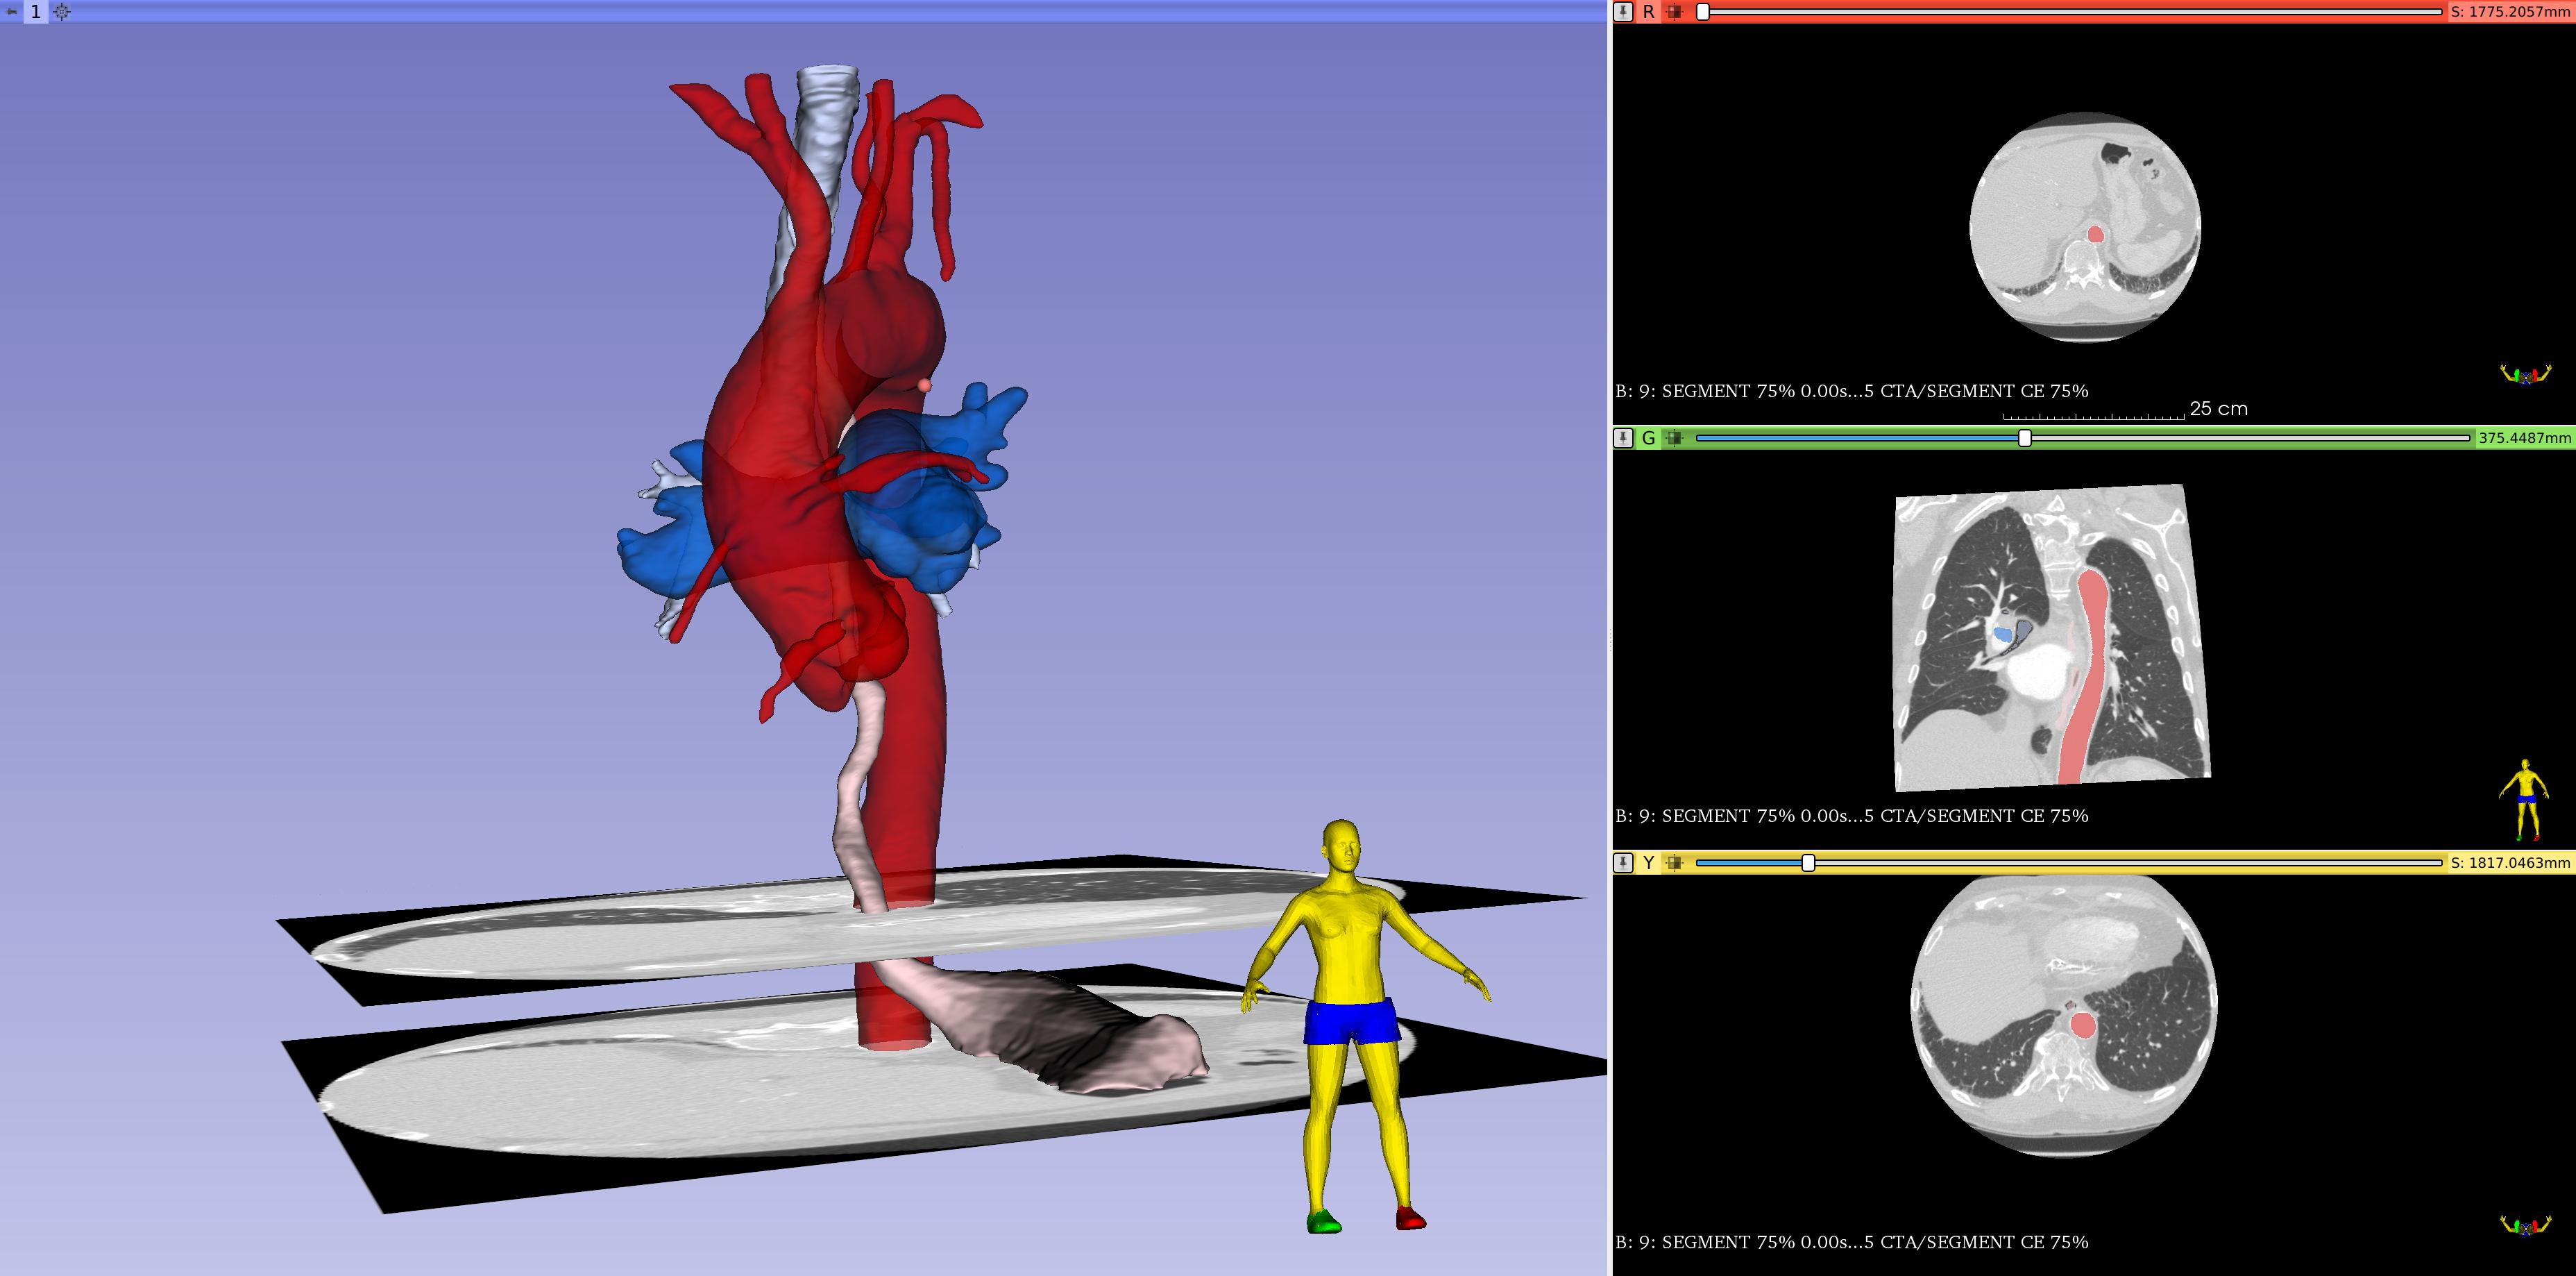 1
R
S: 1775.2057mm
B: 9: SEGMENT 75% 0.00s...5 CTA/SEGMENT CE 75%
25 cm
G
375.4487mm
B: 9: SEGMENT 75% 0.00s...5 CTA/SEGMENT CE 75%
Y
S: 1817.0463mm
B: 9: SEGMENT 75% 0.00s...5 CTA/SEGMENT CE 75%